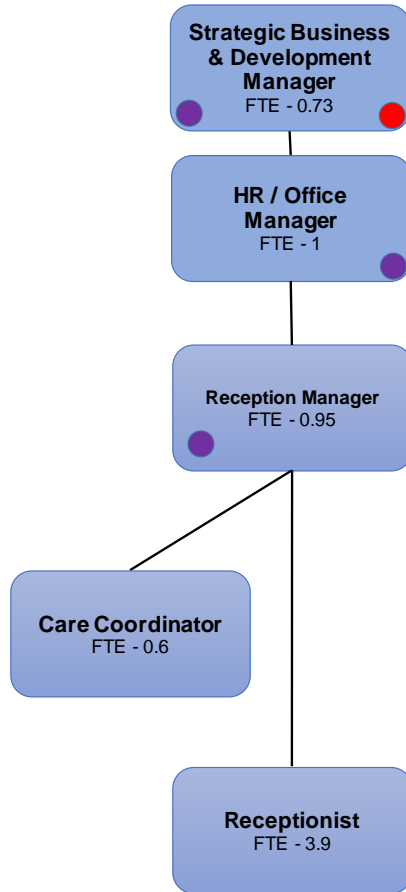 Strategic Business
& Development
Manager
FTE - 0.73
HR / Office
Manager
FTE - 1
Reception Manager
FTE - 0.95
Care Coordinator
FTE - 0.6
Receptionist
FTE - 3.9